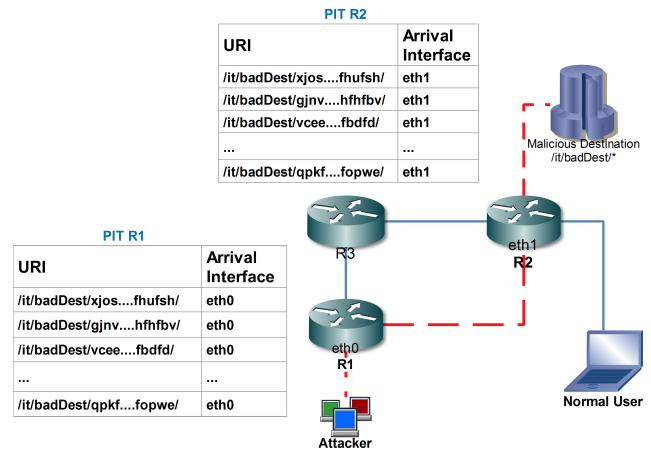 PIT R2
URI Arrival Interface
/it/badDest/xjos....fhufsh/ eth1
/it/badDest/gjnv....hfhfbv/ eth1
/it/badDest/vcee....fbdfd/ eth1
... ...
/it/badDest/qpkf....fopwe/ eth1
Malicious Destination
/it/badDest/*
R3
eth1
R2
PIT R1
URI Arrival Interface
/it/badDest/xjos....fhufsh/ eth0
/it/badDest/gjnv....hfhfbv/ eth0
/it/badDest/vcee....fbdfd/ eth0
... ...
/it/badDest/qpkf....fopwe/ eth0
eth0
R1
Normal User
Attacker